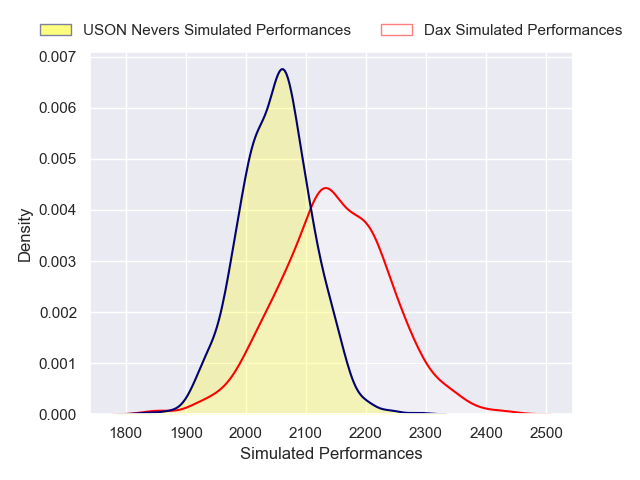 USON Nevers Simulated Performances
Dax Simulated Performances
0.007
0.006
0.005
0.004
0.003
0.002
0.001
0.000
Density
1800 1900 2000 2100 2200 2300 2400 2500
Simulated Performances